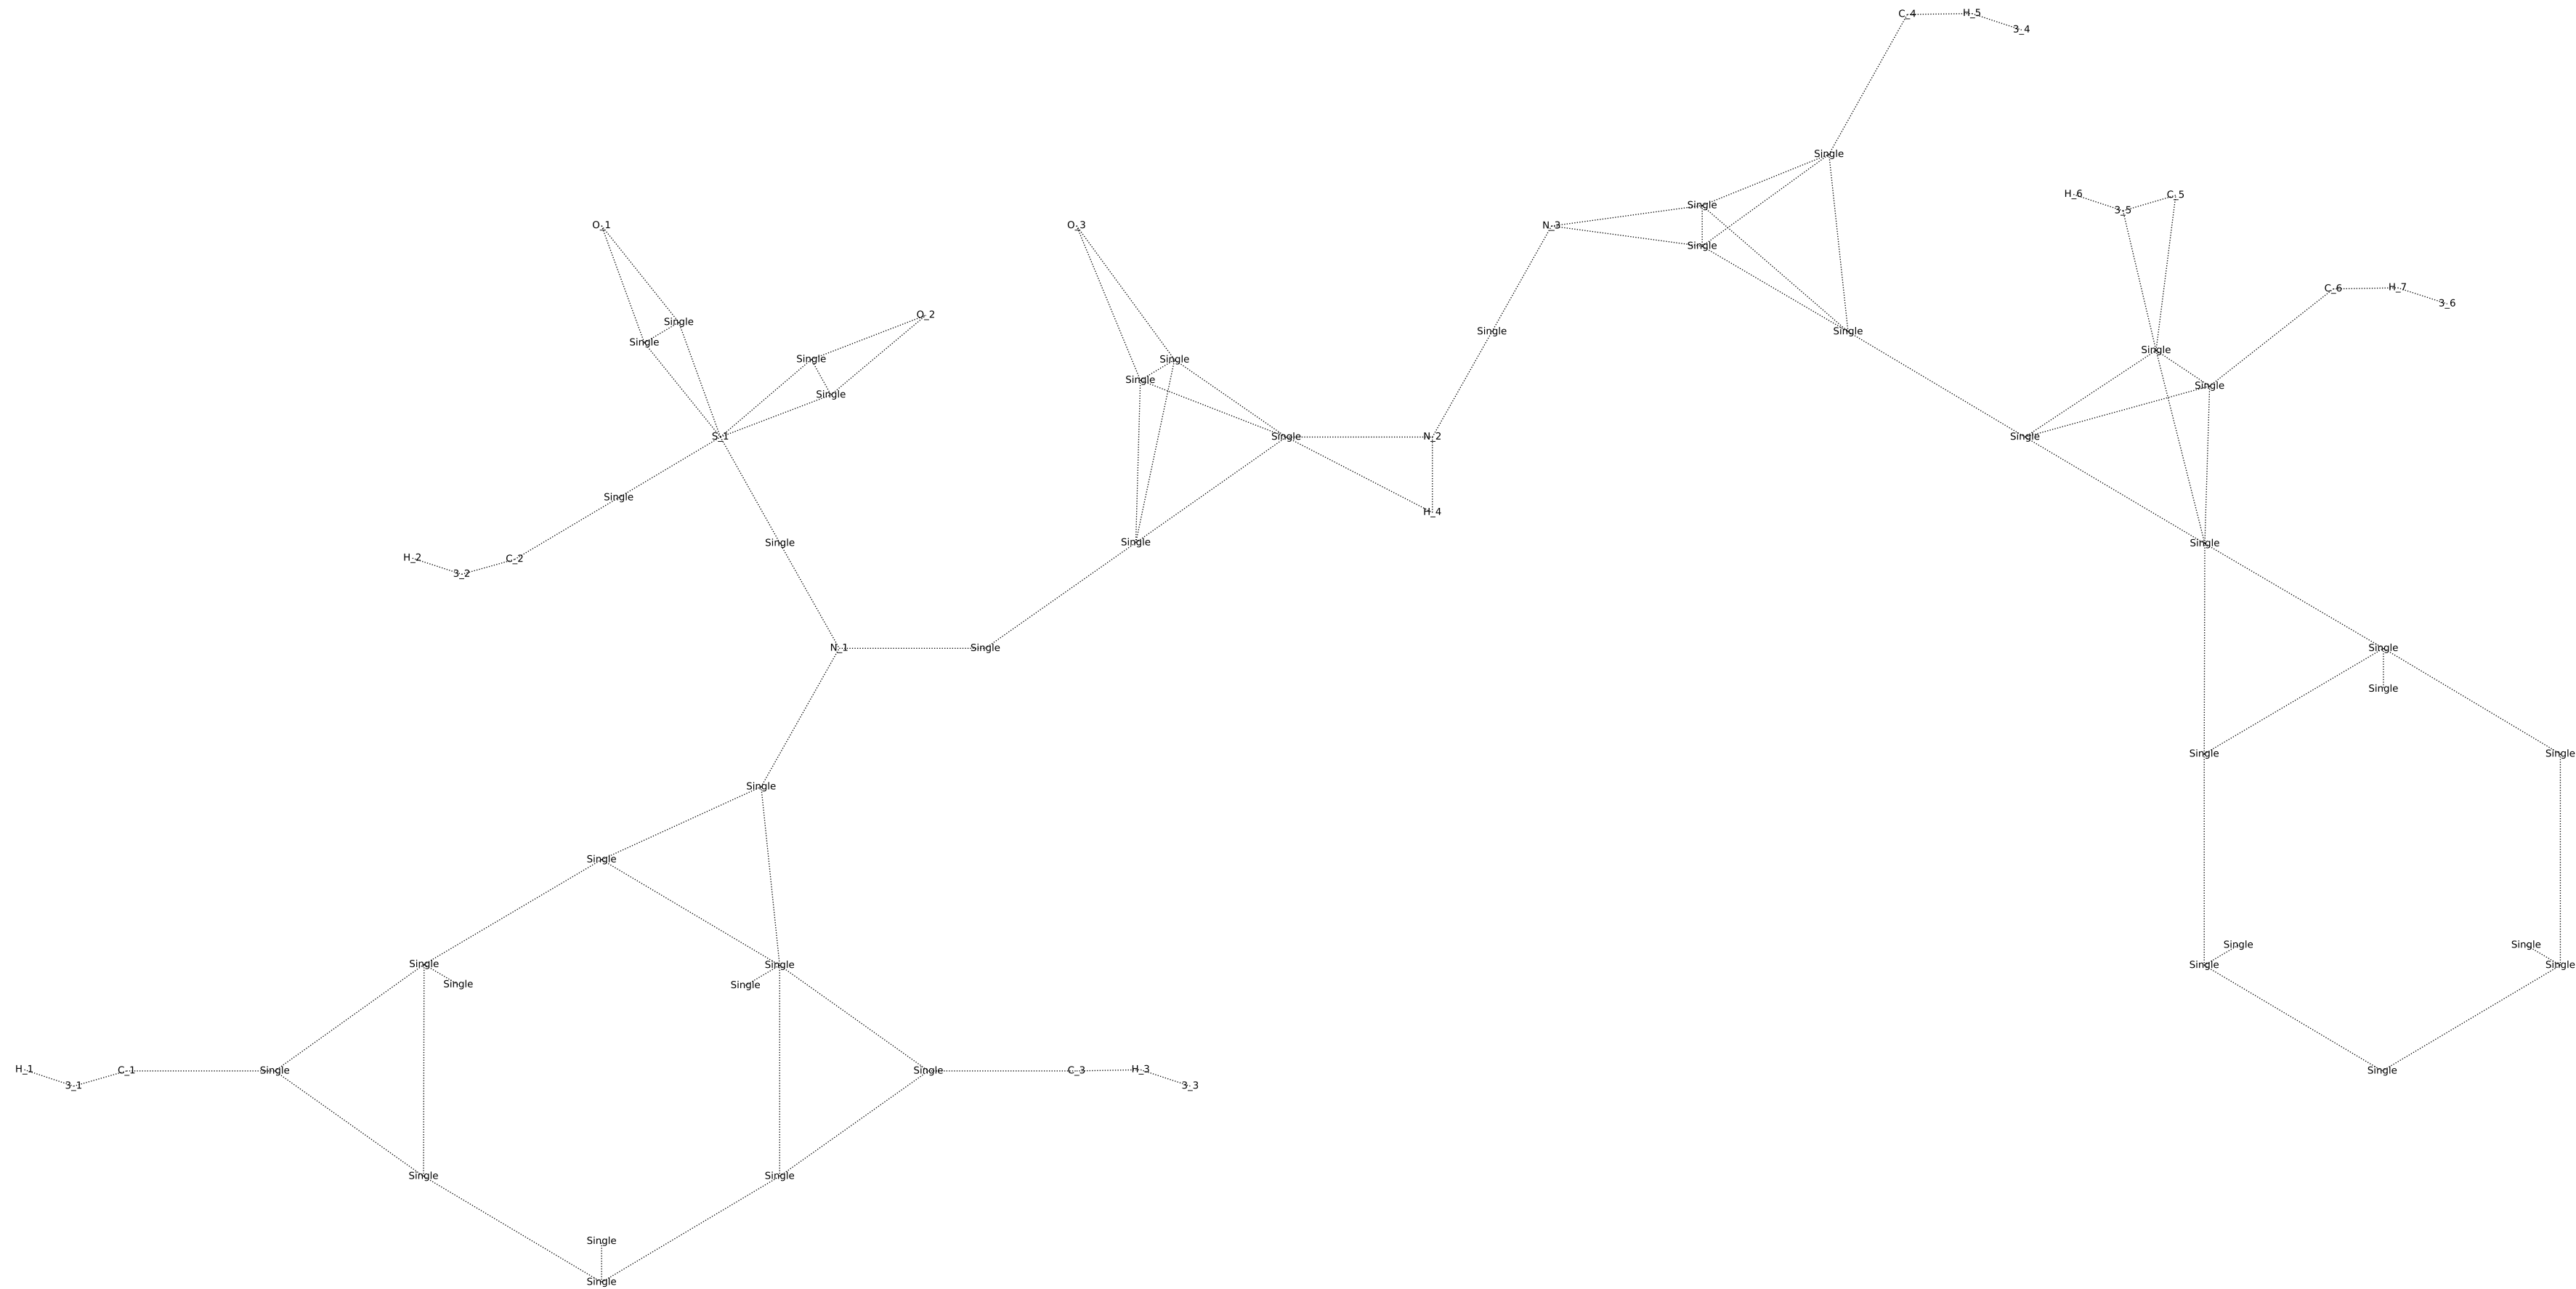 C_4 H_5
3_4
Single
H_6 C_5
3_5
Single
O_1 O_3 N_3
Single
C_6 H_7
3_6
O_2
Single
Single Single
Single
Single
Single Single
Single
Single
Single
S_1 Single N_2 Single
Single
H_4
Single Single Single
H_2 C_2
3_2
N_1 Single Single
Single
Single Single
Single
Single
Single Single
Single Single Single Single
Single Single
H_1 C_1 Single Single C_3 H_3 Single
3_1 3_3
Single Single
Single
Single